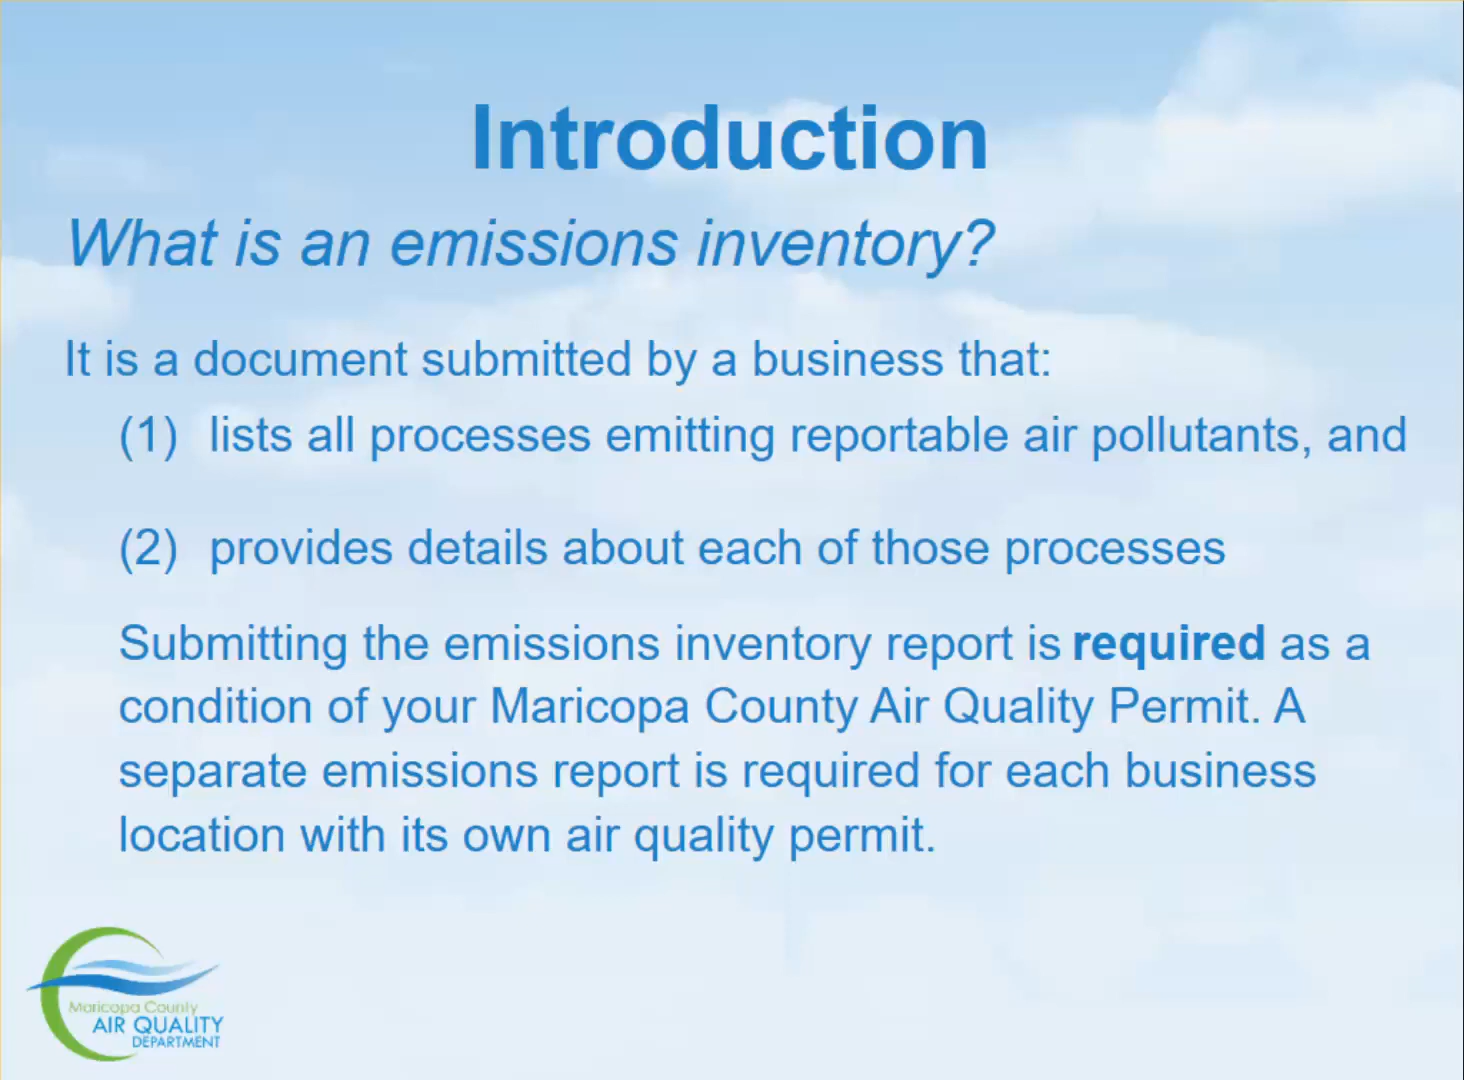 Introduction
What is an emissions inventory?
It is a document submitted by a business that:
(1) lists all processes emitting reportable air pollutants, and
(2) provides details about each of those processes
Submitting the emissions inventory report is required as a
condition of your Maricopa County Air Quality Permit. A
separate emissions report is required for each business
location with its own air quality permit.
Maricopa County
AIR QUALITY
DEPARTMENT